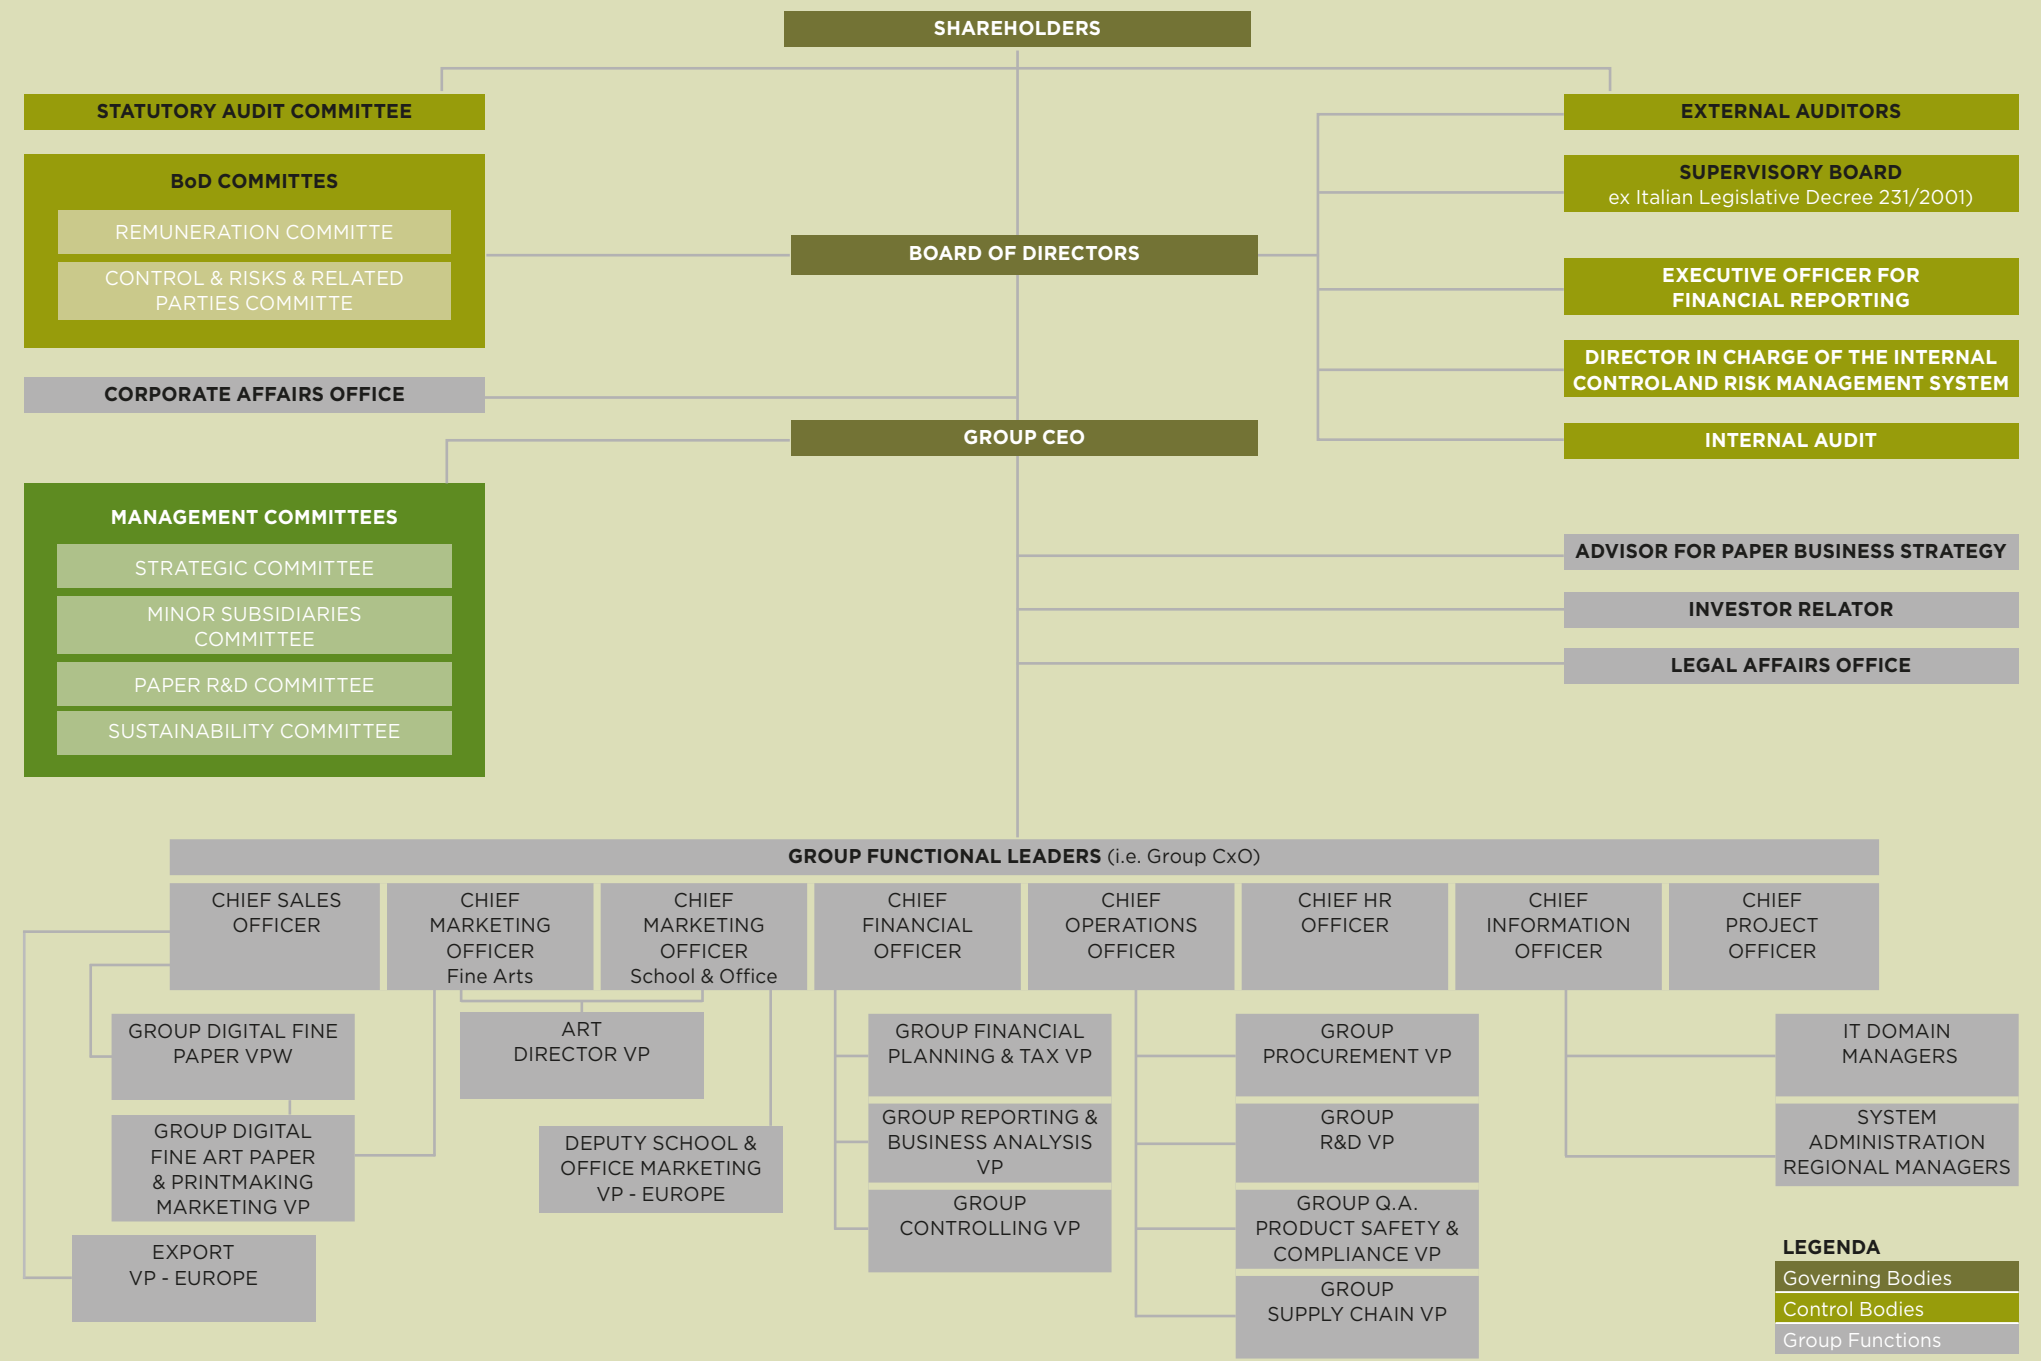 SHAREHOLDERS
STATUTORY AUDIT COMMITTEE
EXTERNAL AUDITORS
BoD COMMITTES
REMUNERATION COMMITTE
CONTROL & RISKS & RELATED
PARTIES COMMITTE
SUPERVISORY BOARD
ex Italian Legislative Decree 231/2001)
BOARD OF DIRECTORS
EXECUTIVE OFFICER FOR
FINANCIAL REPORTING
DIRECTOR IN CHARGE OF THE INTERNAL
CONTROLAND RISK MANAGEMENT SYSTEM
CORPORATE AFFAIRS OFFICE
GROUP CEO
INTERNAL AUDIT
MANAGEMENT COMMITTEES
STRATEGIC COMMITTEE
MINOR SUBSIDIARIES
COMMITTEE
PAPER R&D COMMITTEE
SUSTAINABILITY COMMITTEE
ADVISOR FOR PAPER BUSINESS STRATEGY
INVESTOR RELATOR
LEGAL AFFAIRS OFFICE
GROUP FUNCTIONAL LEADERS (i.e. Group CxO)
CHIEF SALES
OFFICER
CHIEF
MARKETING
OFFICER
Fine Arts
CHIEF
MARKETING
OFFICER
School & Office
CHIEF
FINANCIAL
OFFICER
CHIEF
OPERATIONS
OFFICER
CHIEF HR
OFFICER
CHIEF
INFORMATION
OFFICER
CHIEF
PROJECT
OFFICER
GROUP DIGITAL FINE
PAPER VPW
GROUP DIGITAL
FINE ART PAPER
& PRINTMAKING
MARKETING VP
EXPORT
VP - EUROPE
ART
DIRECTOR VP
DEPUTY SCHOOL &
OFFICE MARKETING
VP - EUROPE
GROUP FINANCIAL
PLANNING & TAX VP
GROUP REPORTING &
BUSINESS ANALYSIS
VP
GROUP
CONTROLLING VP
GROUP
PROCUREMENT VP
GROUP
R&D VP
GROUP Q.A.
PRODUCT SAFETY &
COMPLIANCE VP
GROUP
SUPPLY CHAIN VP
IT DOMAIN
MANAGERS
SYSTEM
ADMINISTRATION
REGIONAL MANAGERS
LEGENDA
Governing Bodies
Control Bodies
Group Functions